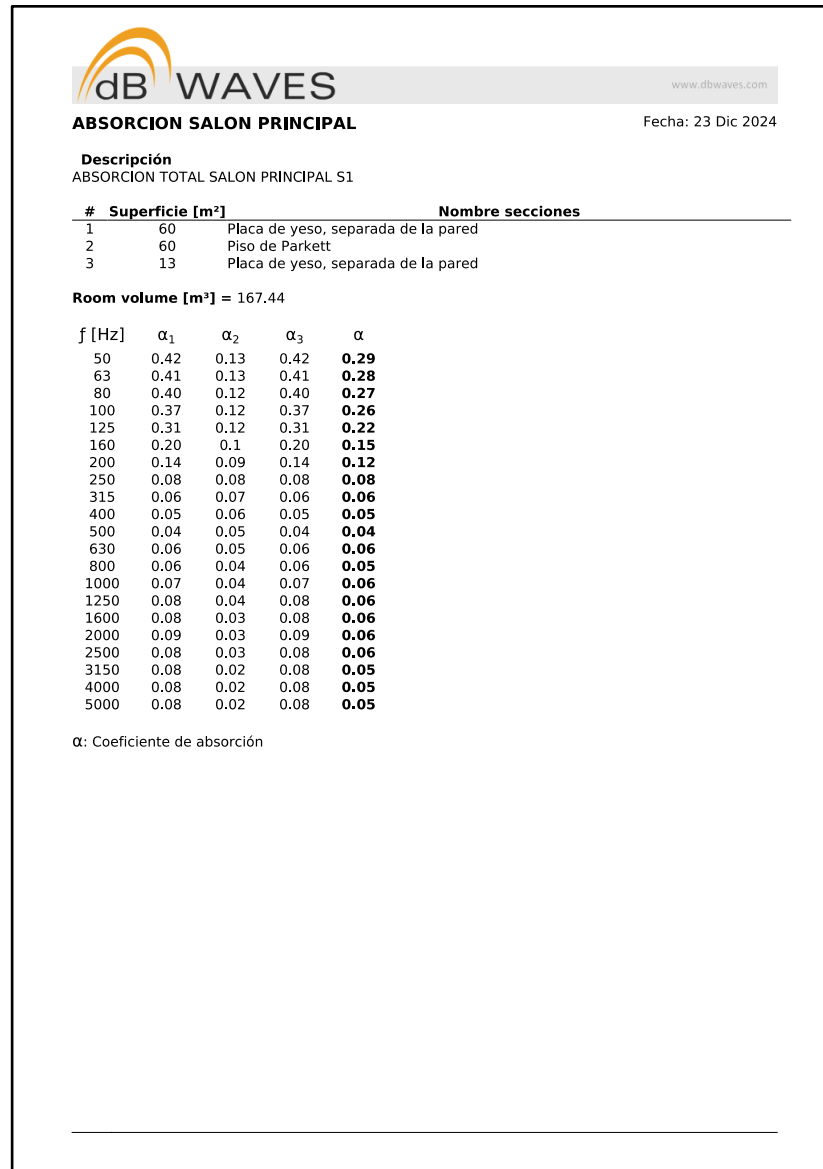 dB WAVES
www.dbwaves.com
ABSORCION SALON PRINCIPAL Fecha: 23 Dic 2024
Descripción
ABSORCION TOTAL SALON PRINCIPAL S1
# Superficie [m²] Nombre secciones
1 60 Placa de yeso, separada de la pared
2 60 Piso de Parkett
3 13 Placa de yeso, separada de la pared
Room volume [m³] = 167.44
ƒ [Hz] α₁ α₂ α₃ α
50 0.42 0.13 0.42 0.29
63 0.41 0.13 0.41 0.28
80 0.40 0.12 0.40 0.27
100 0.37 0.12 0.37 0.26
125 0.31 0.12 0.31 0.22
160 0.20 0.1 0.20 0.15
200 0.14 0.09 0.14 0.12
250 0.08 0.08 0.08 0.08
315 0.06 0.07 0.06 0.06
400 0.05 0.06 0.05 0.05
500 0.04 0.05 0.04 0.04
630 0.06 0.05 0.06 0.06
800 0.06 0.04 0.06 0.05
1000 0.07 0.04 0.07 0.06
1250 0.08 0.04 0.08 0.06
1600 0.08 0.03 0.08 0.06
2000 0.09 0.03 0.09 0.06
2500 0.08 0.03 0.08 0.06
3150 0.08 0.02 0.08 0.05
4000 0.08 0.02 0.08 0.05
5000 0.08 0.02 0.08 0.05
α: Coeficiente de absorción